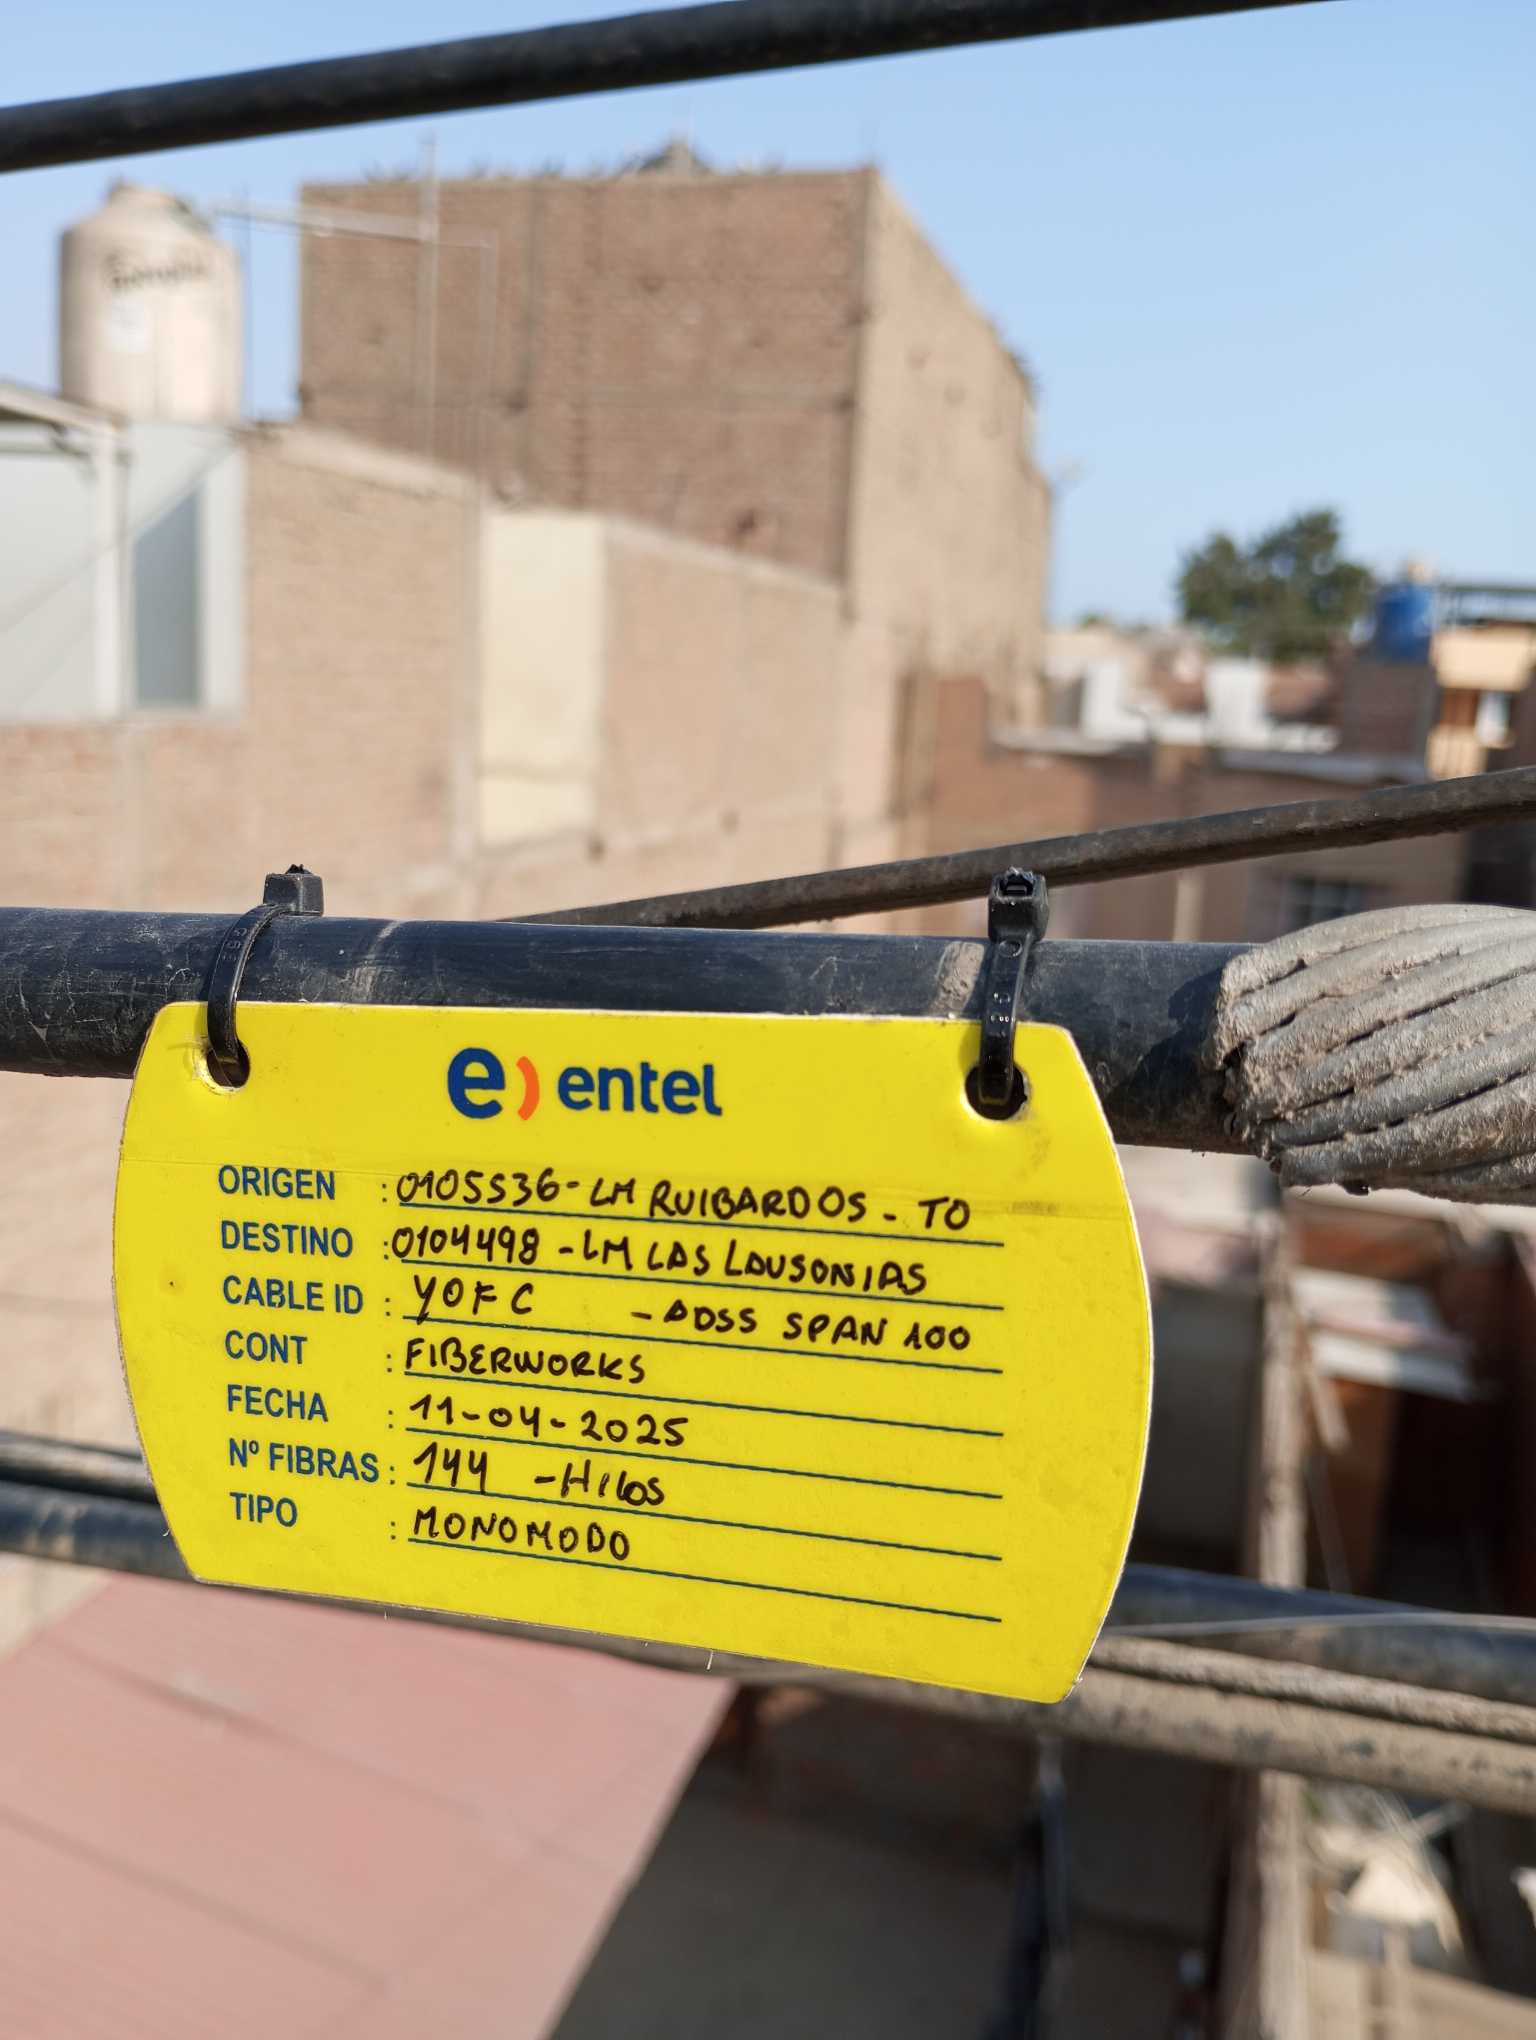 e) entel
ORIGEN : 0105536-LM RUIBARDOS - TO
DESTINO : 0104498 -LM LAS LAUSONIAS
CABLE ID : YOFC - ADSS SPAN 100
CONT : FIBERWORKS
FECHA : 11-04-2025
Nº FIBRAS : 144 -HILOS
TIPO : MONOMODO